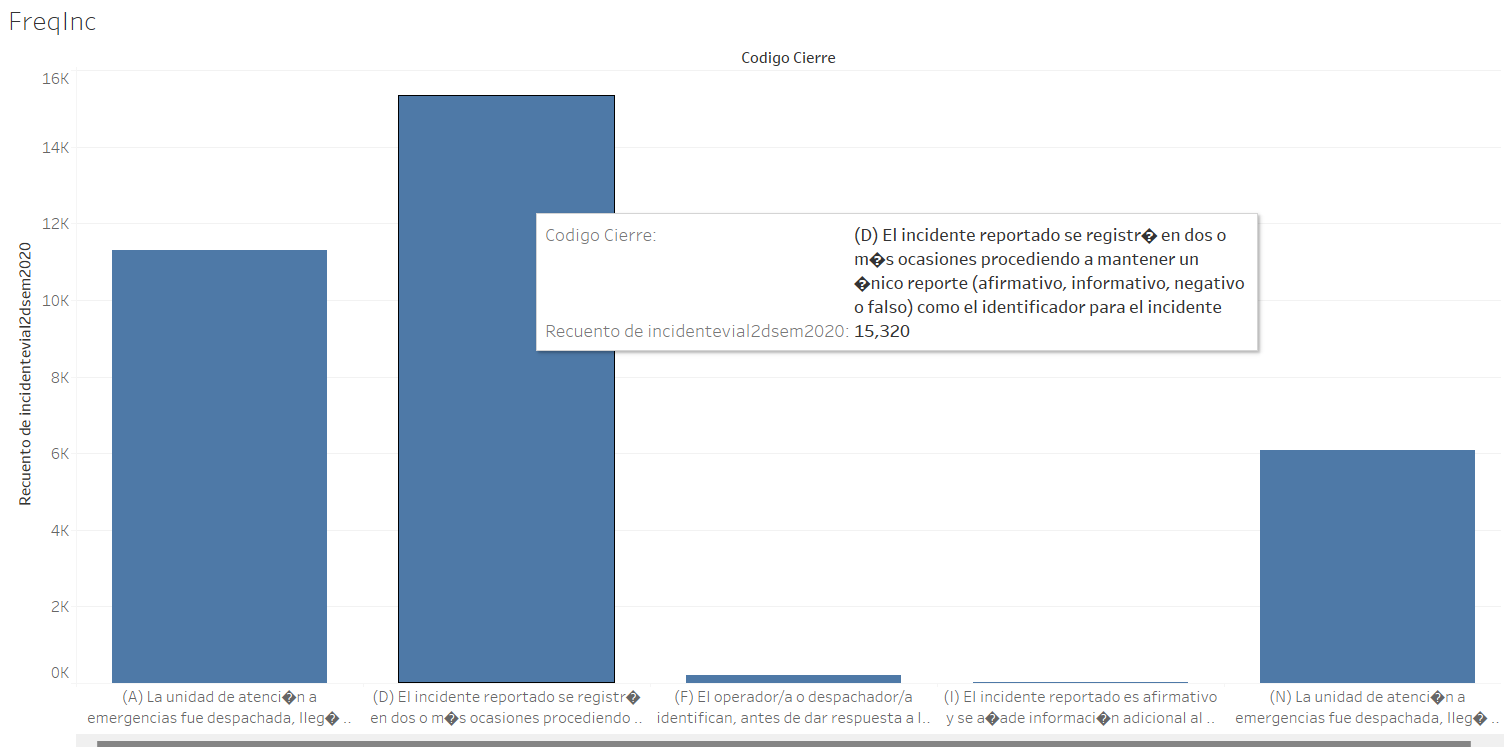 FreqInc
Codigo Cierre
Recuento de incidentevial2dsem2020
16K
14K
12K
10K
8K
6K
4K
2K
0K
Codigo Cierre: (D) El incidente reportado se registr� en dos o
m�s ocasiones procediendo a mantener un
�nico reporte (afirmativo, informativo, negativo
o falso) como el identificador para el incidente
Recuento de incidentevial2dsem2020: 15,320
(A) La unidad de atenci�n a
emergencias fue despachada, lleg� ..
(D) El incidente reportado se registr�
en dos o m�s ocasiones procediendo ..
(F) El operador/a o despachador/a
identifican, antes de dar respuesta a l..
(I) El incidente reportado es afirmativo
y se a�ade informaci�n adicional al ..
(N) La unidad de atenci�n a
emergencias fue despachada, lleg� ..